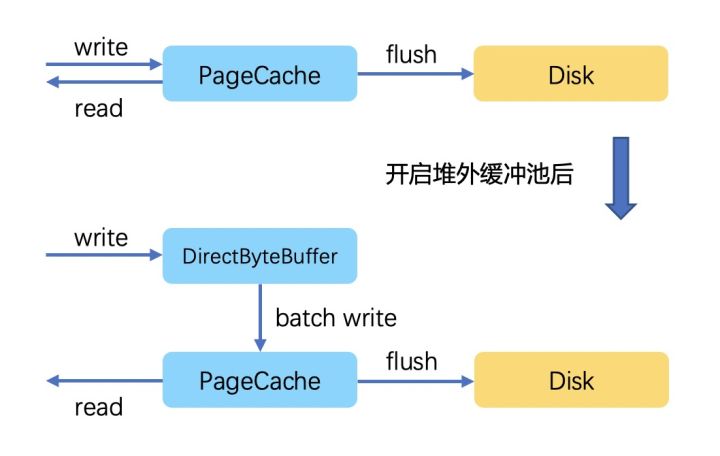 write
flush
PageCache
Disk
read
开启堆外缓冲池后
write
DirectByteBuffer
batch write
flush
PageCache
Disk
read